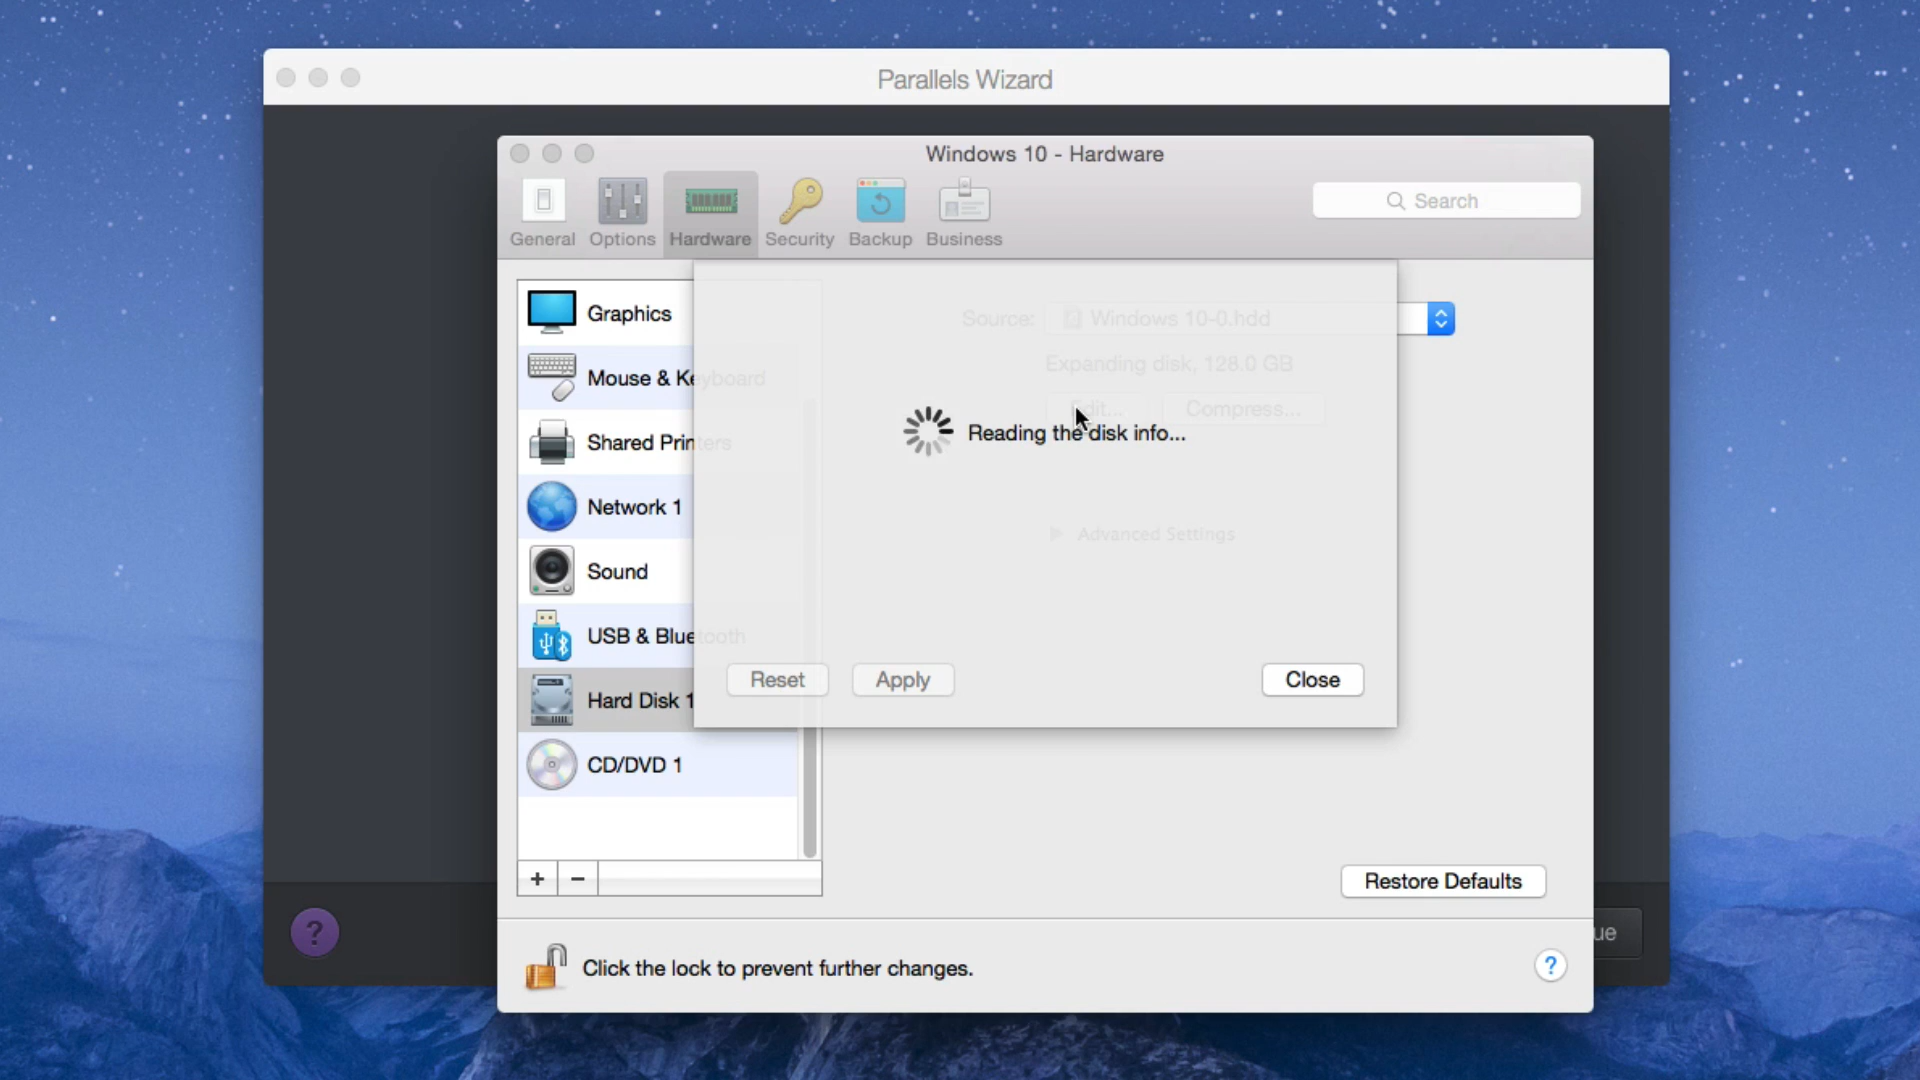 Parallels Wizard
Windows 10 - Hardware
General
Options
Hardware
Security
Backup
Business
Search
Graphics
Mouse & Keyboard
Shared Printers
Network 1
Sound
USB & Bluetooth
Hard Disk 1
CD/DVD 1
Source: Windows 10-0.hdd
Expanding disk, 128.0 GB
Edit... Compress...
Reading the disk info...
Advanced Settings
Reset Apply Close
+ −
Restore Defaults
? ue
Click the lock to prevent further changes. ?